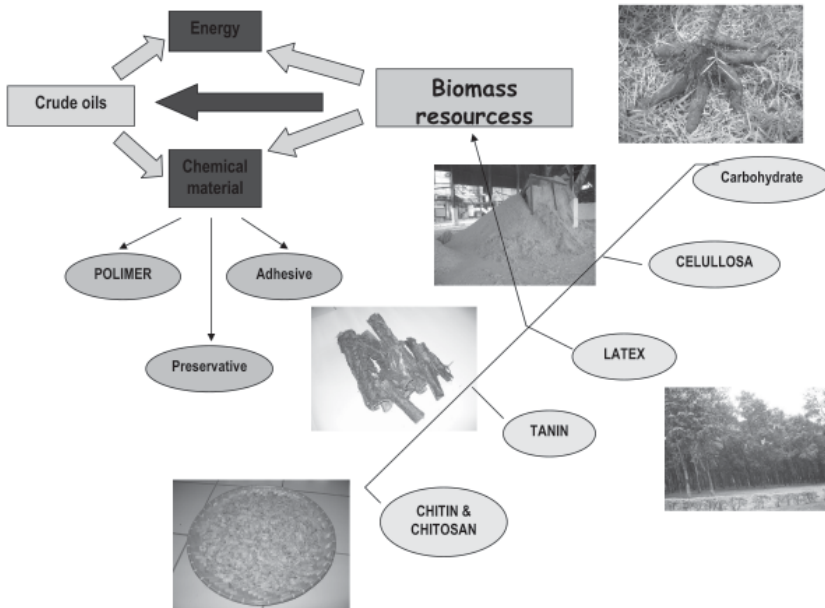 Energy
Crude oils
Biomass
resourcess
Chemical
material
Carbohydrate
POLIMER
Adhesive
CELULLOSA
Preservative
LATEX
TANIN
CHITIN &
CHITOSAN